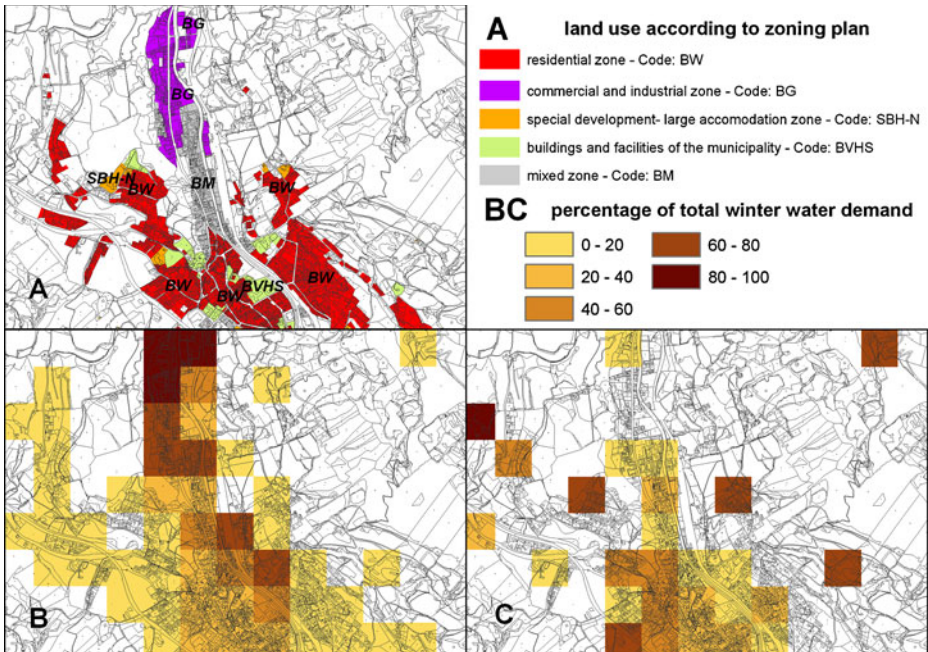 BG
BG
SBH-N
BW
BM
BW
A
BW
BW
BVHS
BW
A land use according to zoning plan
residential zone - Code: BW
commercial and industrial zone - Code: BG
special development- large accomodation zone - Code: SBH-N
buildings and facilities of the municipality - Code: BVHS
mixed zone - Code: BM
BC percentage of total winter water demand
0 - 20
60 - 80
20 - 40
80 - 100
40 - 60
B
C